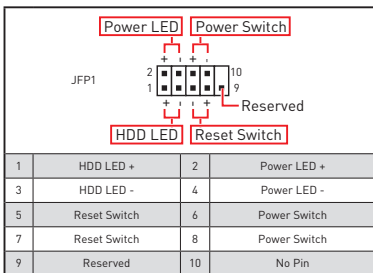 Power LED Power Switch
+ - + -
JFP1
2 10
1 9
+ - - +
Reserved
HDD LED Reset Switch
1 HDD LED + 2 Power LED +
3 HDD LED - 4 Power LED -
5 Reset Switch 6 Power Switch
7 Reset Switch 8 Power Switch
9 Reserved 10 No Pin